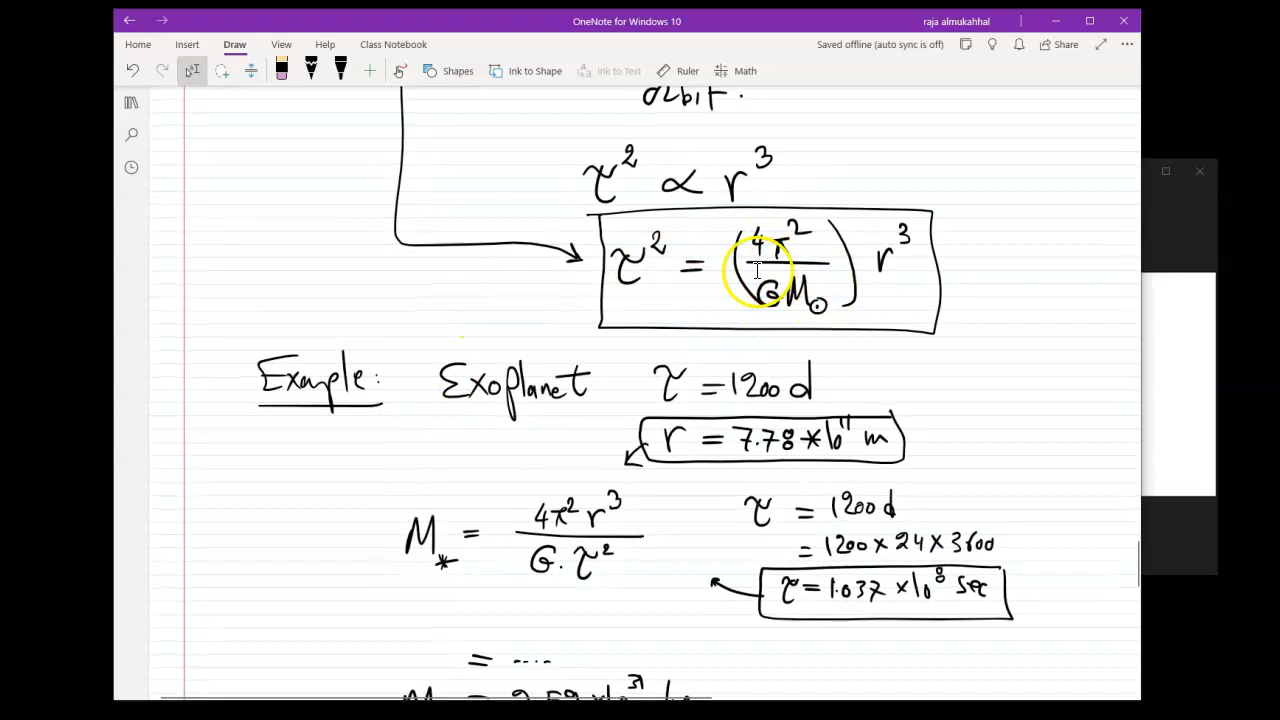 OneNote for Windows 10
raja almukahhal
Home Insert Draw View Help Class Notebook
Saved offline (auto sync is off) Share
Shapes Ink to Shape Ink to Text Ruler Math
orbit.
τ² ∝ r³
τ² = (4π² / GM⊙) r³
Example: Exoplanet τ = 1200 d
r = 7.78 * 10¹¹ m
M* = 4π² r³ / G. τ²
τ = 1200 d
= 1200 × 24 × 3600
τ = 1.037 × 10⁸ sec
= ....